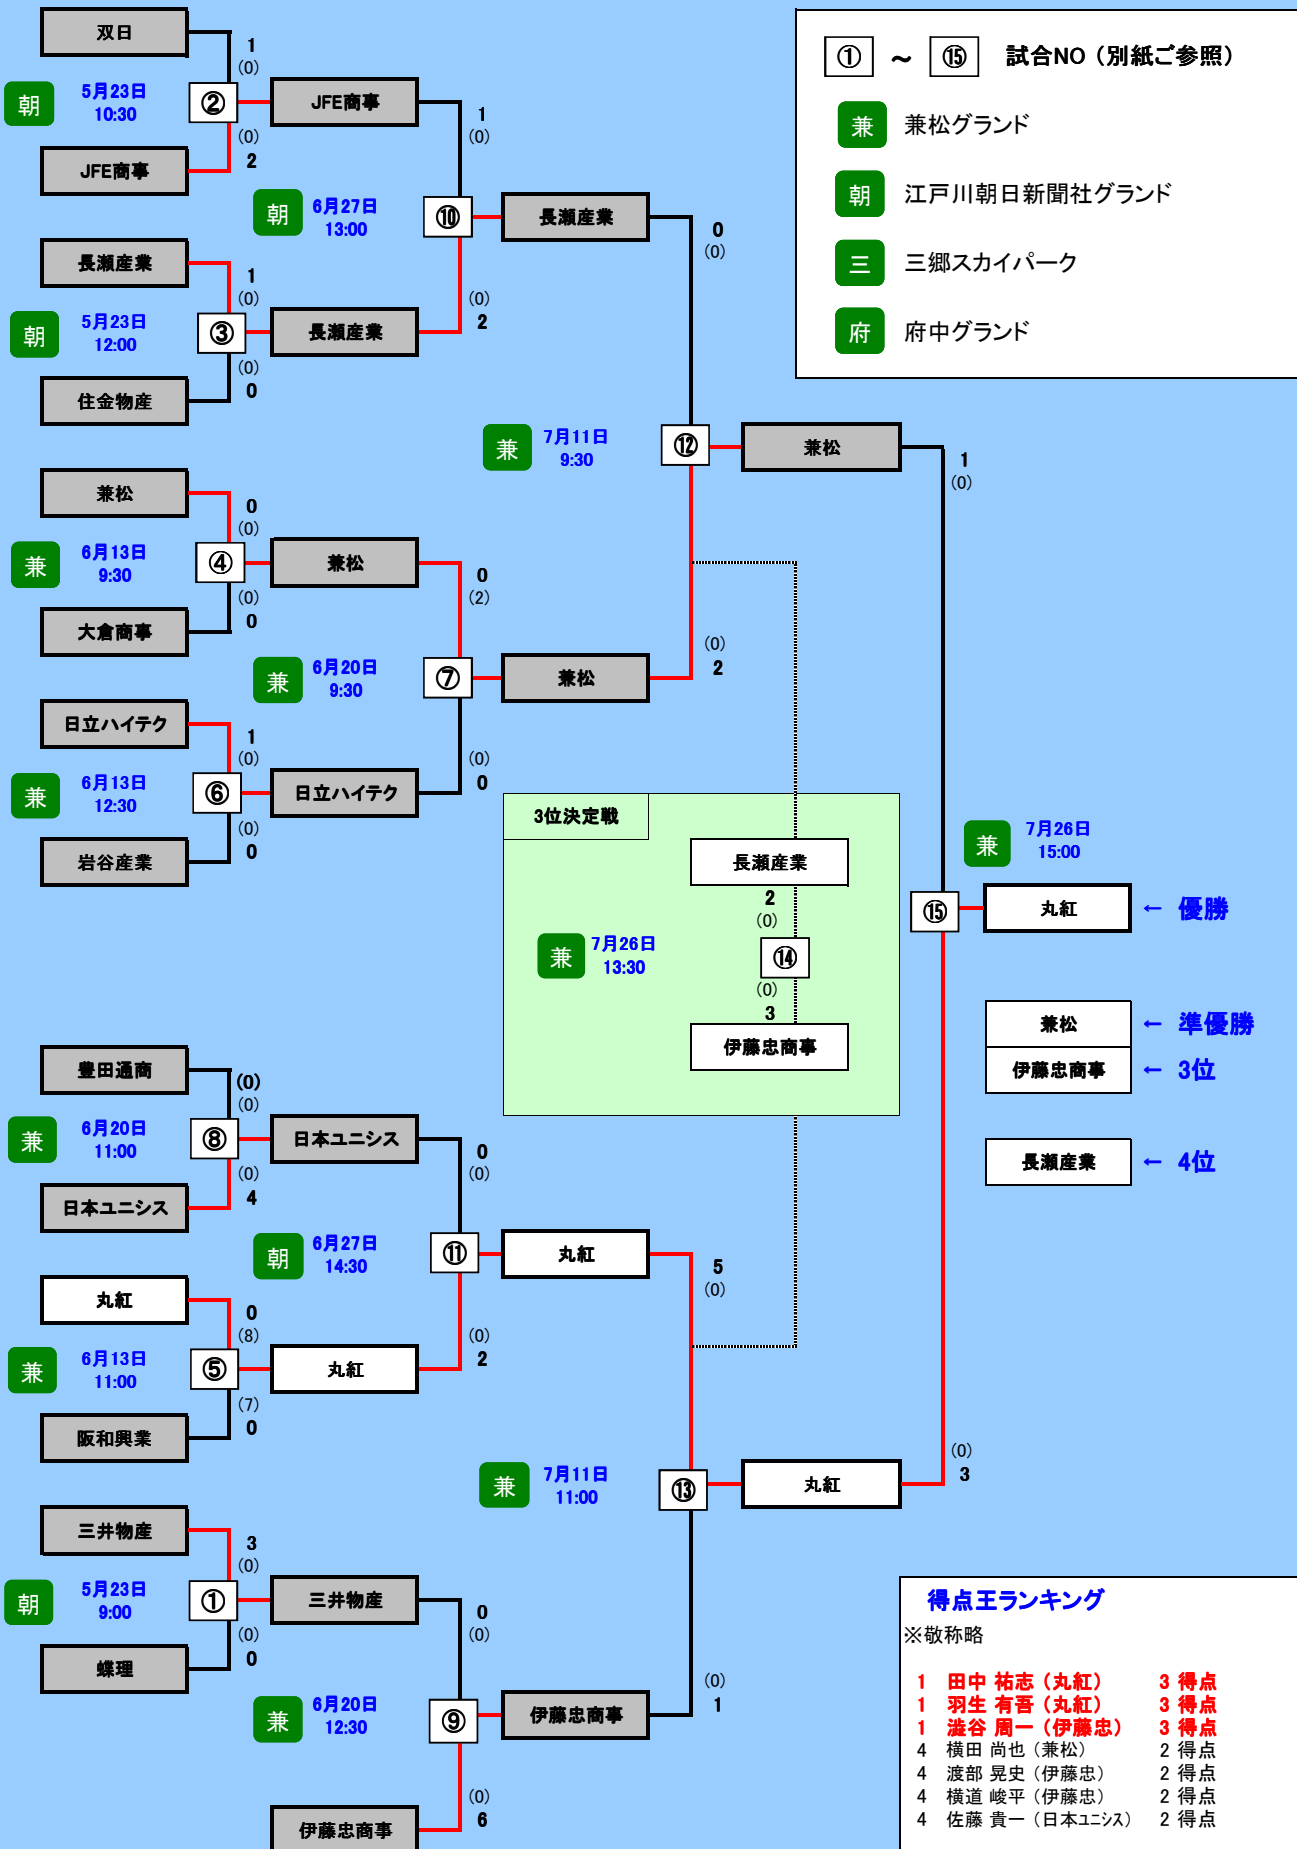 双日
1
(0)
朝
5月23日
10:30
②
JFE商事
(0)
2
JFE商事
1
(0)
朝
6月27日
13:00
⑩
長瀬産業
長瀬産業
1
(0)
朝
5月23日
12:00
③
長瀬産業
(0)
2
(0)
0
住金物産
0
(0)
① ～ ⑮ 試合NO（別紙ご参照）
兼 兼松グランド
朝 江戸川朝日新聞社グランド
三 三郷スカイパーク
府 府中グランド
兼
7月11日
9:30
⑫
兼松
1
(0)
兼松
0
(0)
兼
6月13日
9:30
④
兼松
0
(2)
(0)
0
大倉商事
兼
6月20日
9:30
⑦
兼松
(0)
2
日立ハイテク
1
(0)
兼
6月13日
12:30
⑥
日立ハイテク
(0)
0
(0)
0
岩谷産業
3位決定戦
長瀬産業
2
(0)
兼
7月26日
13:30
⑭
(0)
3
伊藤忠商事
兼
7月26日
15:00
⑮
丸紅
← 優勝
兼松
← 準優勝
伊藤忠商事
← 3位
長瀬産業
← 4位
豊田通商
(0)
(0)
兼
6月20日
11:00
⑧
日本ユニシス
0
(0)
(0)
4
日本ユニシス
朝
6月27日
14:30
⑪
丸紅
5
(0)
丸紅
0
(8)
兼
6月13日
11:00
⑤
丸紅
(0)
2
(7)
0
阪和興業
兼
7月11日
11:00
⑬
丸紅
(0)
3
三井物産
3
(0)
朝
5月23日
9:00
①
三井物産
0
(0)
(0)
0
蝶理
兼
6月20日
12:30
⑨
伊藤忠商事
(0)
1
(0)
6
伊藤忠商事
得点王ランキング
※敬称略
1 田中 祐志（丸紅） 3 得点
1 羽生 有吾（丸紅） 3 得点
1 澁谷 周一（伊藤忠） 3 得点
4 横田 尚也（兼松） 2 得点
4 渡部 晃史（伊藤忠） 2 得点
4 横道 峻平（伊藤忠） 2 得点
4 佐藤 貴一（日本ユニシス） 2 得点